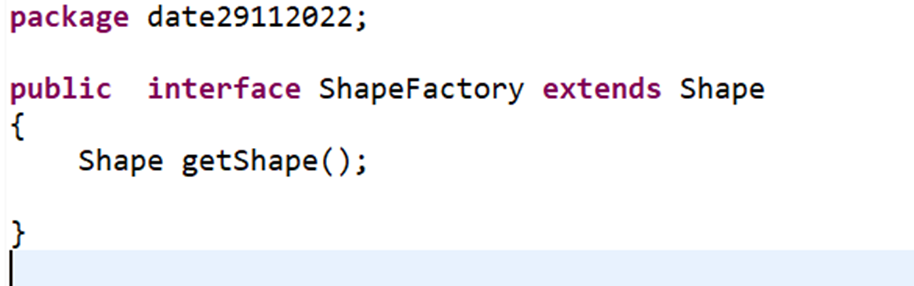 package date29112022;
public  interface ShapeFactory extends Shape
{
    Shape getShape();
}